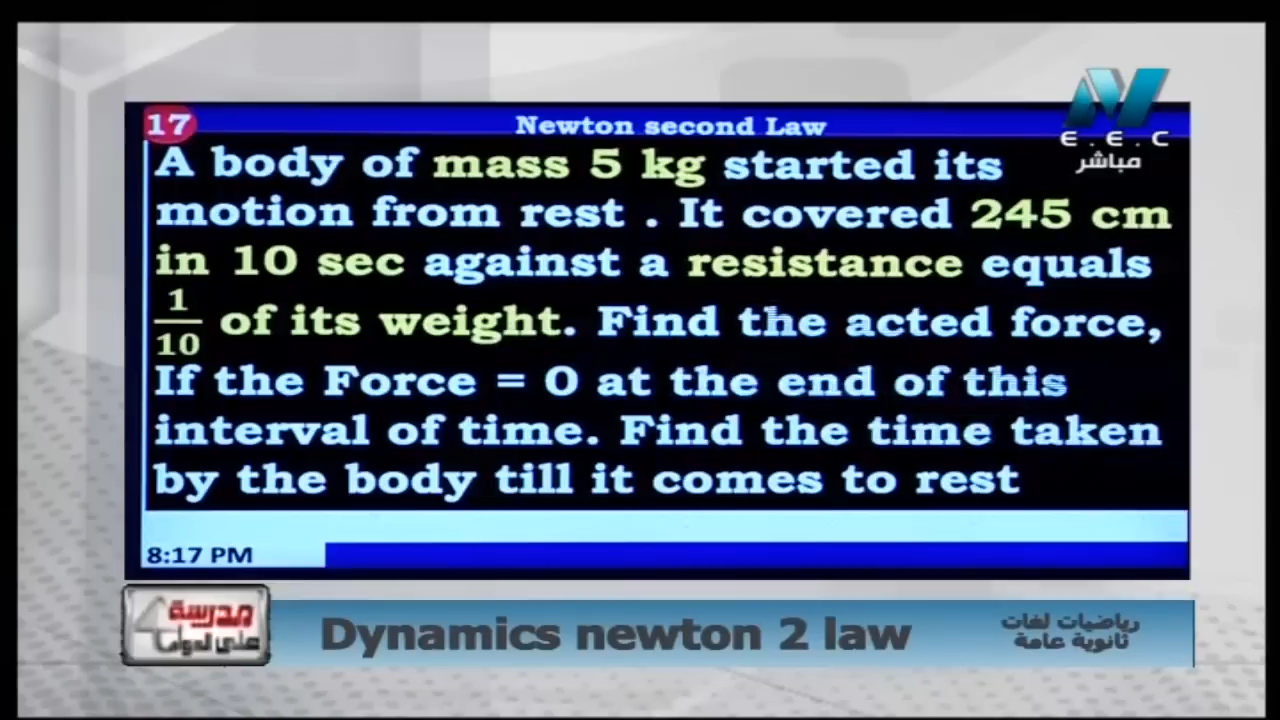 17
Newton second Law
E.E.C
مباشر
A body of mass 5 kg started its
motion from rest . It covered 245 cm
in 10 sec against a resistance equals
1/10 of its weight. Find the acted force,
If the Force = 0 at the end of this
interval of time. Find the time taken
by the body till it comes to rest
8:17 PM
مدرسة
على الهوا
Dynamics newton 2 law
رياضيات لغات
ثانوية عامة